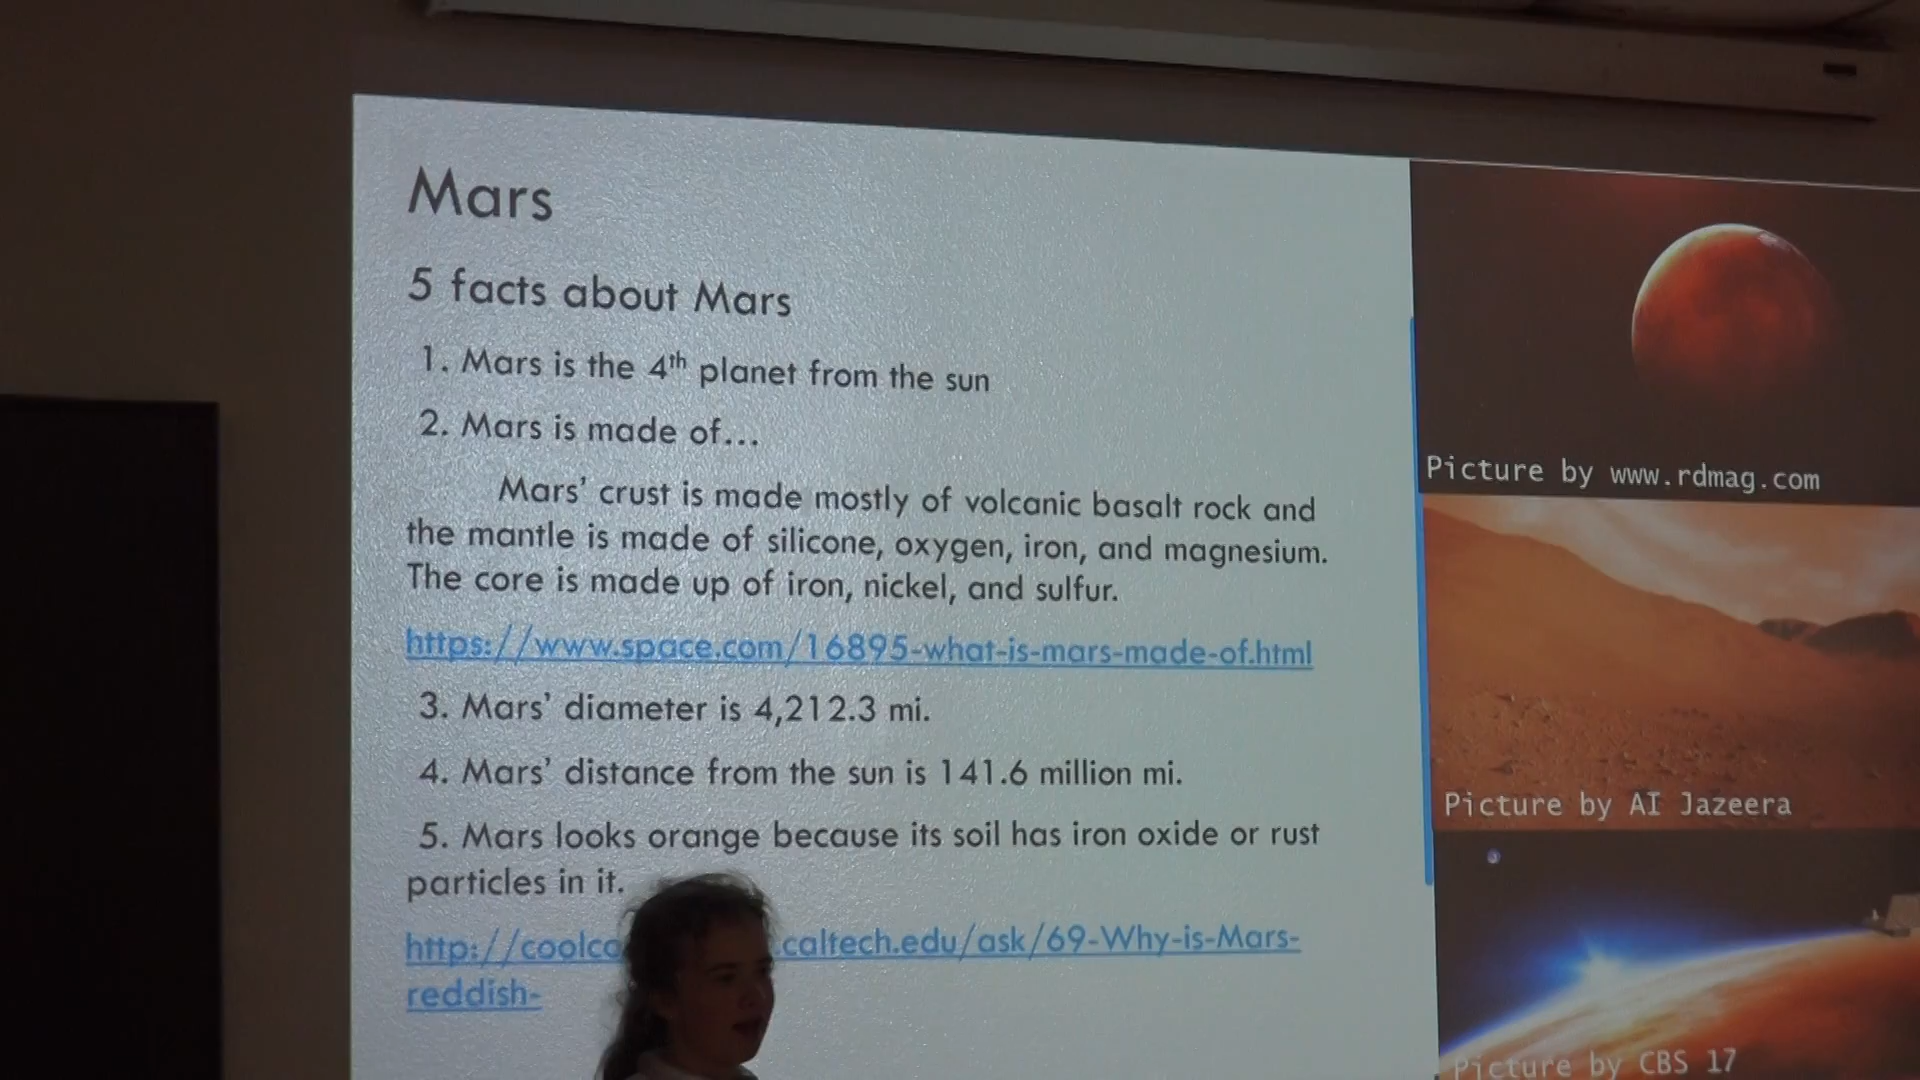 Mars
5 facts about Mars
1. Mars is the 4th planet from the sun
2. Mars is made of...
Mars' crust is made mostly of volcanic basalt rock and
the mantle is made of silicone, oxygen, iron, and magnesium.
The core is made up of iron, nickel, and sulfur.
https://www.space.com/16895-what-is-mars-made-of.html
3. Mars' diameter is 4,212.3 mi.
4. Mars' distance from the sun is 141.6 million mi.
5. Mars looks orange because its soil has iron oxide or rust
particles in it.
http://coolco .caltech.edu/ask/69-Why-is-Mars-
reddish-
Picture by www.rdmag.com
Picture by AI Jazeera
Picture by CBS 17